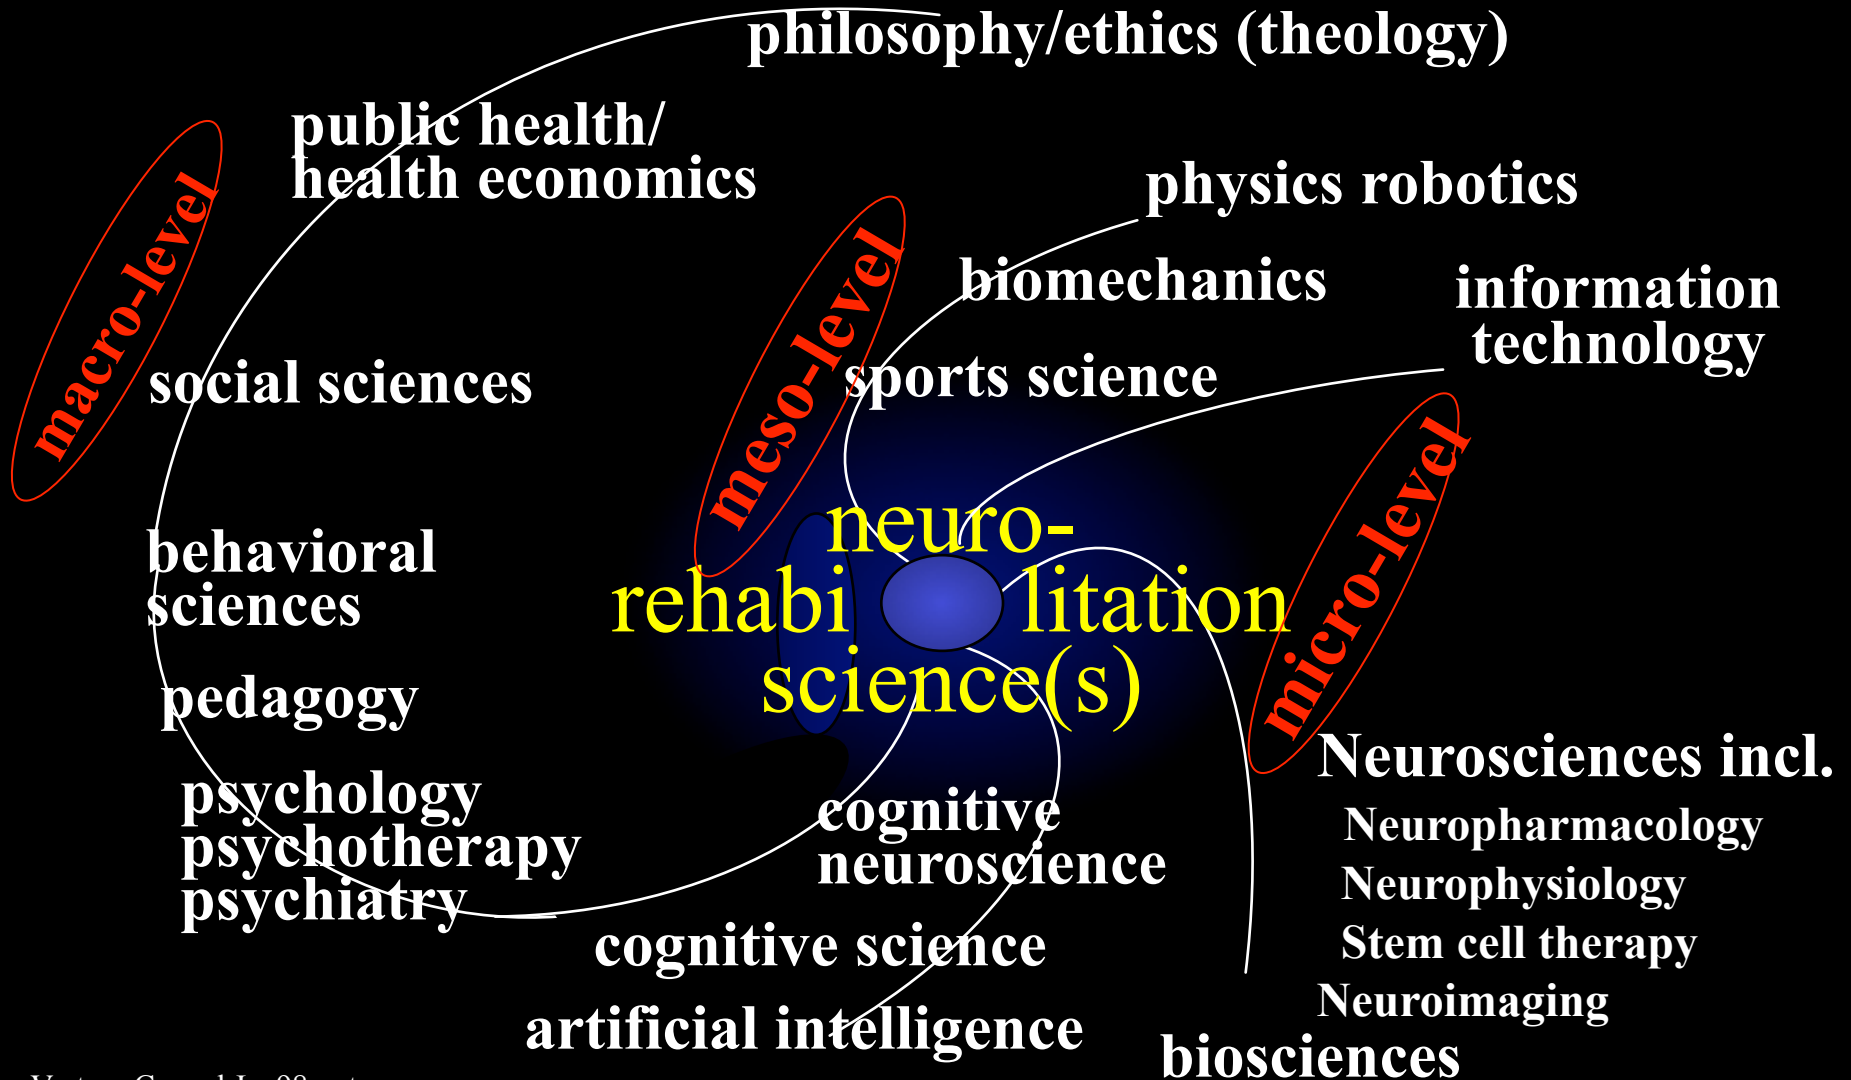 philosophy/ethics (theology)
public health/
health economics
macro-level
physics robotics
meso-level
biomechanics
information
technology
sports science
social sciences
micro-level
neuro-
rehabi litation
science(s)
behavioral
sciences
pedagogy
psychology
psychotherapy
psychiatry
cognitive
neuroscience
cognitive science
artificial intelligence
Neurosciences incl.
Neuropharmacology
Neurophysiology
Stem cell therapy
Neuroimaging
biosciences